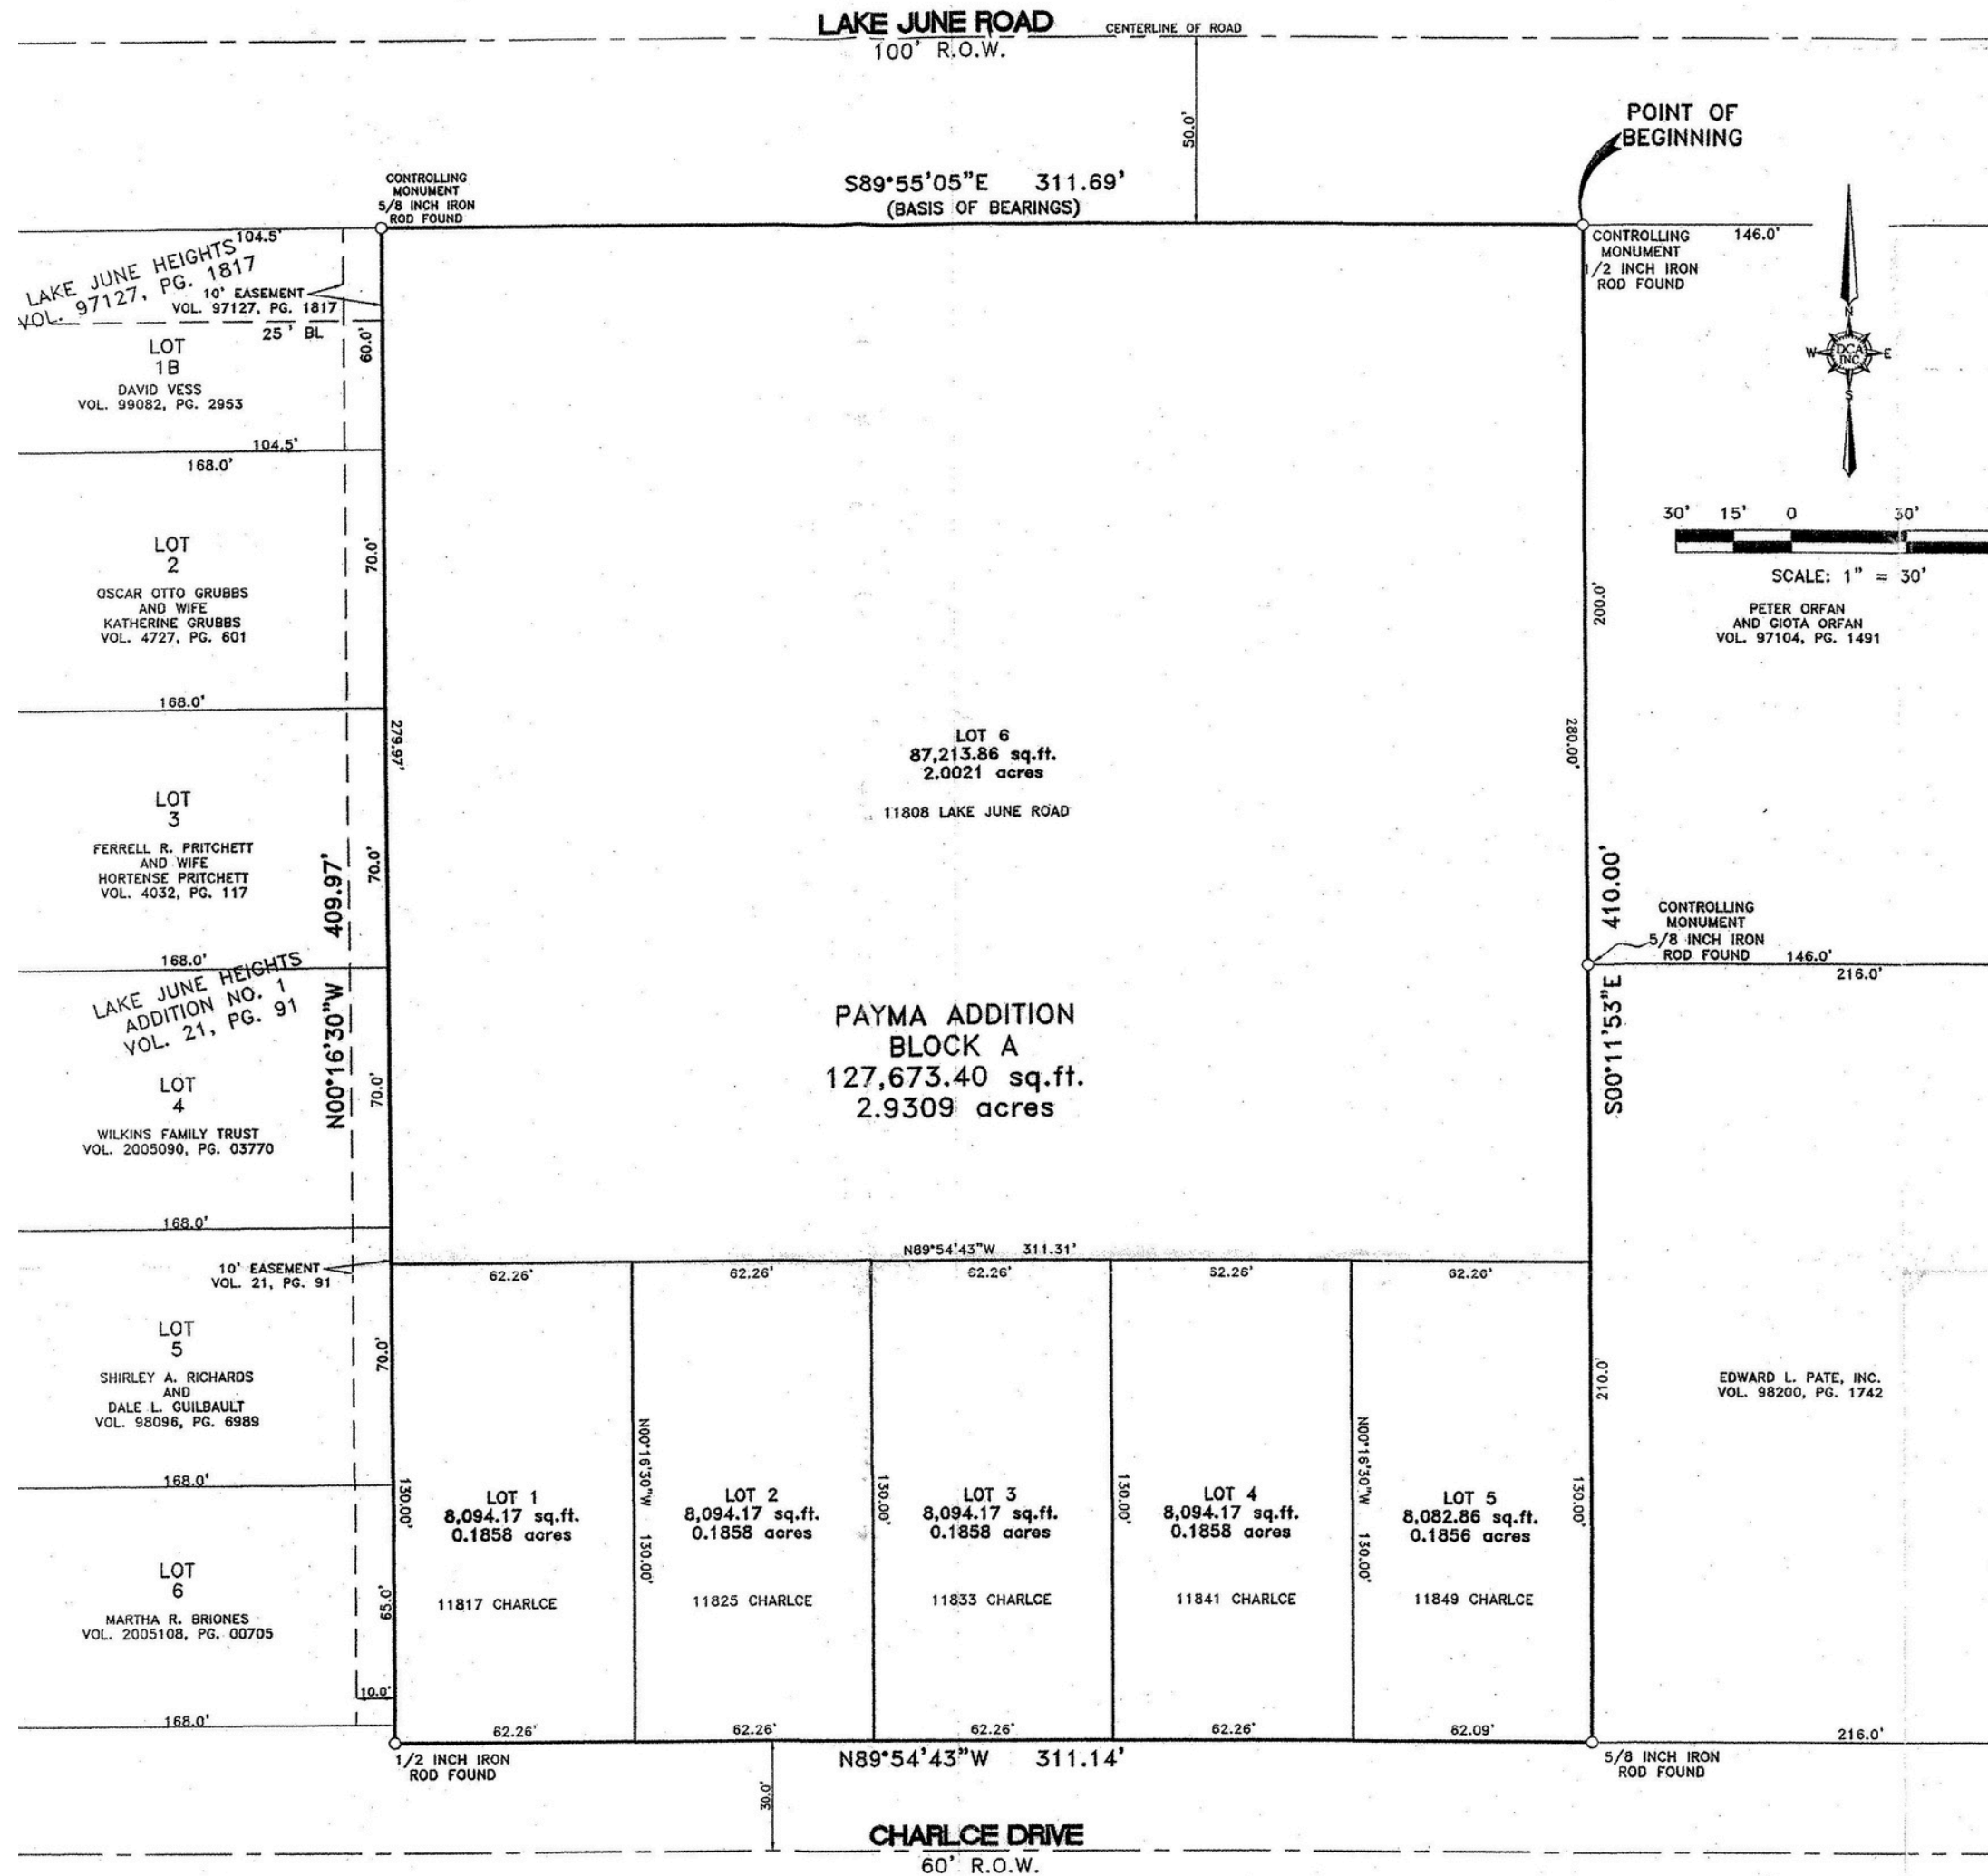 LAKE JUNE ROAD
CENTERLINE OF ROAD
100' R.O.W.
50.0'
POINT OF
BEGINNING
CONTROLLING
MONUMENT
5/8 INCH IRON
ROD FOUND
S89°55'05"E 311.69'
(BASIS OF BEARINGS)
CONTROLLING
MONUMENT
1/2 INCH IRON
ROD FOUND
146.0'
104.5'
LAKE JUNE HEIGHTS
VOL. 97127, PG. 1817
10' EASEMENT
VOL. 97127, PG. 1817
25' BL
60.0'
LOT
1B
DAVID VESS
VOL. 99082, PG. 2953
104.5'
168.0'
N
W
DCA
INC
E
S
30' 15' 0 30'
SCALE: 1" = 30'
LOT
2
OSCAR OTTO GRUBBS
AND WIFE
KATHERINE GRUBBS
VOL. 4727, PG. 601
70.0'
200.0'
PETER ORFAN
AND GIOTA ORFAN
VOL. 97104, PG. 1491
168.0'
279.97'
LOT 6
87,213.86 sq.ft.
2.0021 acres
11808 LAKE JUNE ROAD
280.00'
LOT
3
FERRELL R. PRITCHETT
AND WIFE
HORTENSE PRITCHETT
VOL. 4032, PG. 117
70.0'
N00°16'30"W 409.97'
S00°11'53"E 410.00'
CONTROLLING
MONUMENT
5/8 INCH IRON
ROD FOUND
146.0'
216.0'
168.0'
LAKE JUNE HEIGHTS
ADDITION NO. 1
VOL. 21, PG. 91
PAYMA ADDITION
BLOCK A
127,673.40 sq.ft.
2.9309 acres
LOT
4
WILKINS FAMILY TRUST
VOL. 2005090, PG. 03770
70.0'
168.0'
N89°54'43"W 311.31'
10' EASEMENT
VOL. 21, PG. 91
62.26'
62.26'
62.26'
62.26'
62.26'
LOT
5
SHIRLEY A. RICHARDS
AND
DALE L. GUILBAULT
VOL. 98096, PG. 6989
70.0'
210.0'
EDWARD L. PATE, INC.
VOL. 98200, PG. 1742
168.0'
130.00'
LOT 1
8,094.17 sq.ft.
0.1858 acres
11817 CHARLCE
N00°16'30"W 130.00'
LOT 2
8,094.17 sq.ft.
0.1858 acres
11825 CHARLCE
130.00'
LOT 3
8,094.17 sq.ft.
0.1858 acres
11833 CHARLCE
130.00'
LOT 4
8,094.17 sq.ft.
0.1858 acres
11841 CHARLCE
N00°16'30"W 130.00'
LOT 5
8,082.86 sq.ft.
0.1856 acres
11849 CHARLCE
130.00'
LOT
6
MARTHA R. BRIONES
VOL. 2005108, PG. 00705
65.0'
10.0'
168.0'
62.26'
62.26'
62.26'
62.26'
62.09'
216.0'
1/2 INCH IRON
ROD FOUND
N89°54'43"W 311.14'
5/8 INCH IRON
ROD FOUND
30.0'
CHARLCE DRIVE
60' R.O.W.